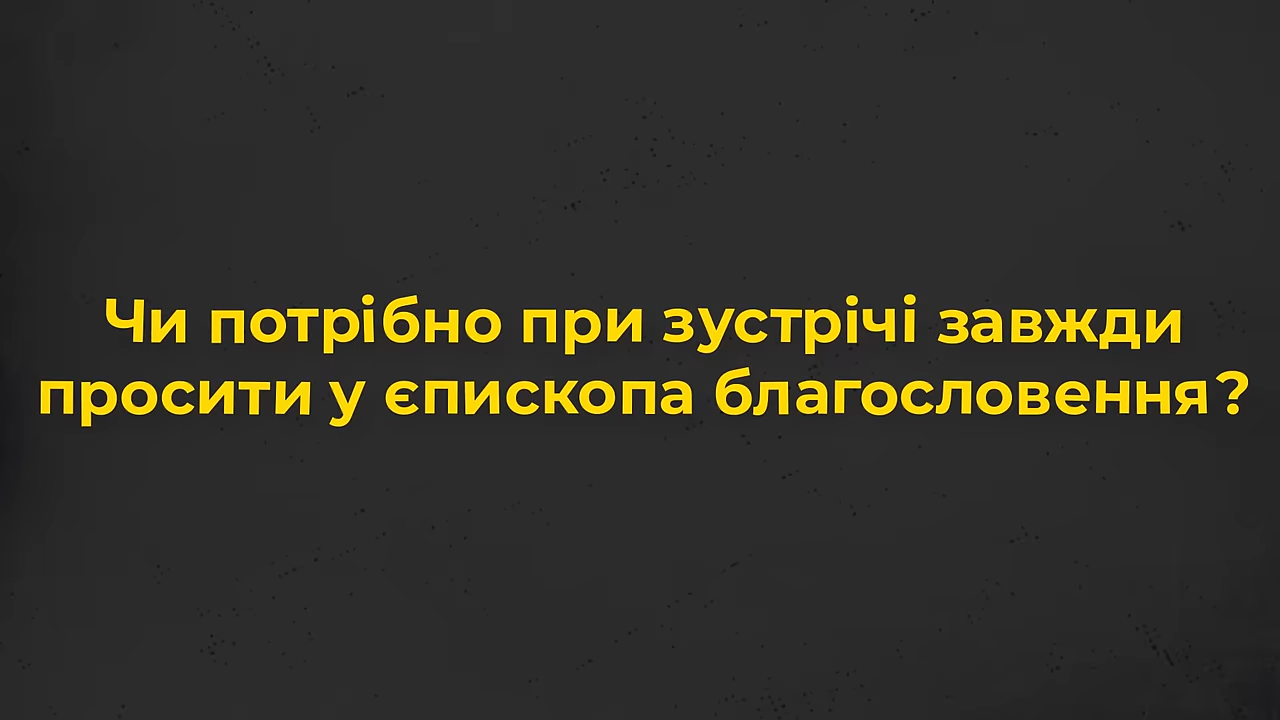 Чи потрібно при зустрічі завжди
просити у єпископа благословення?